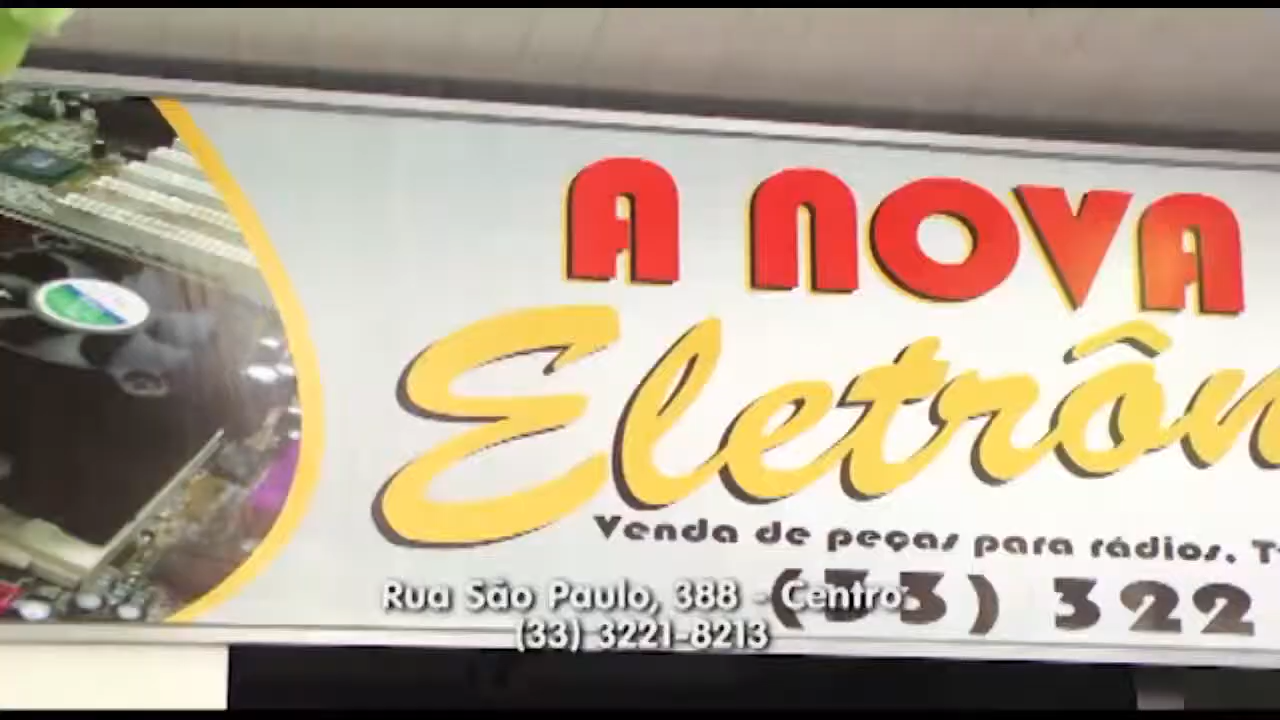 A NOVA
Eletrôn
Venda de peças para rádios. T
(33) 322
Rua São Paulo, 388 - Centro
(33) 3221-8213